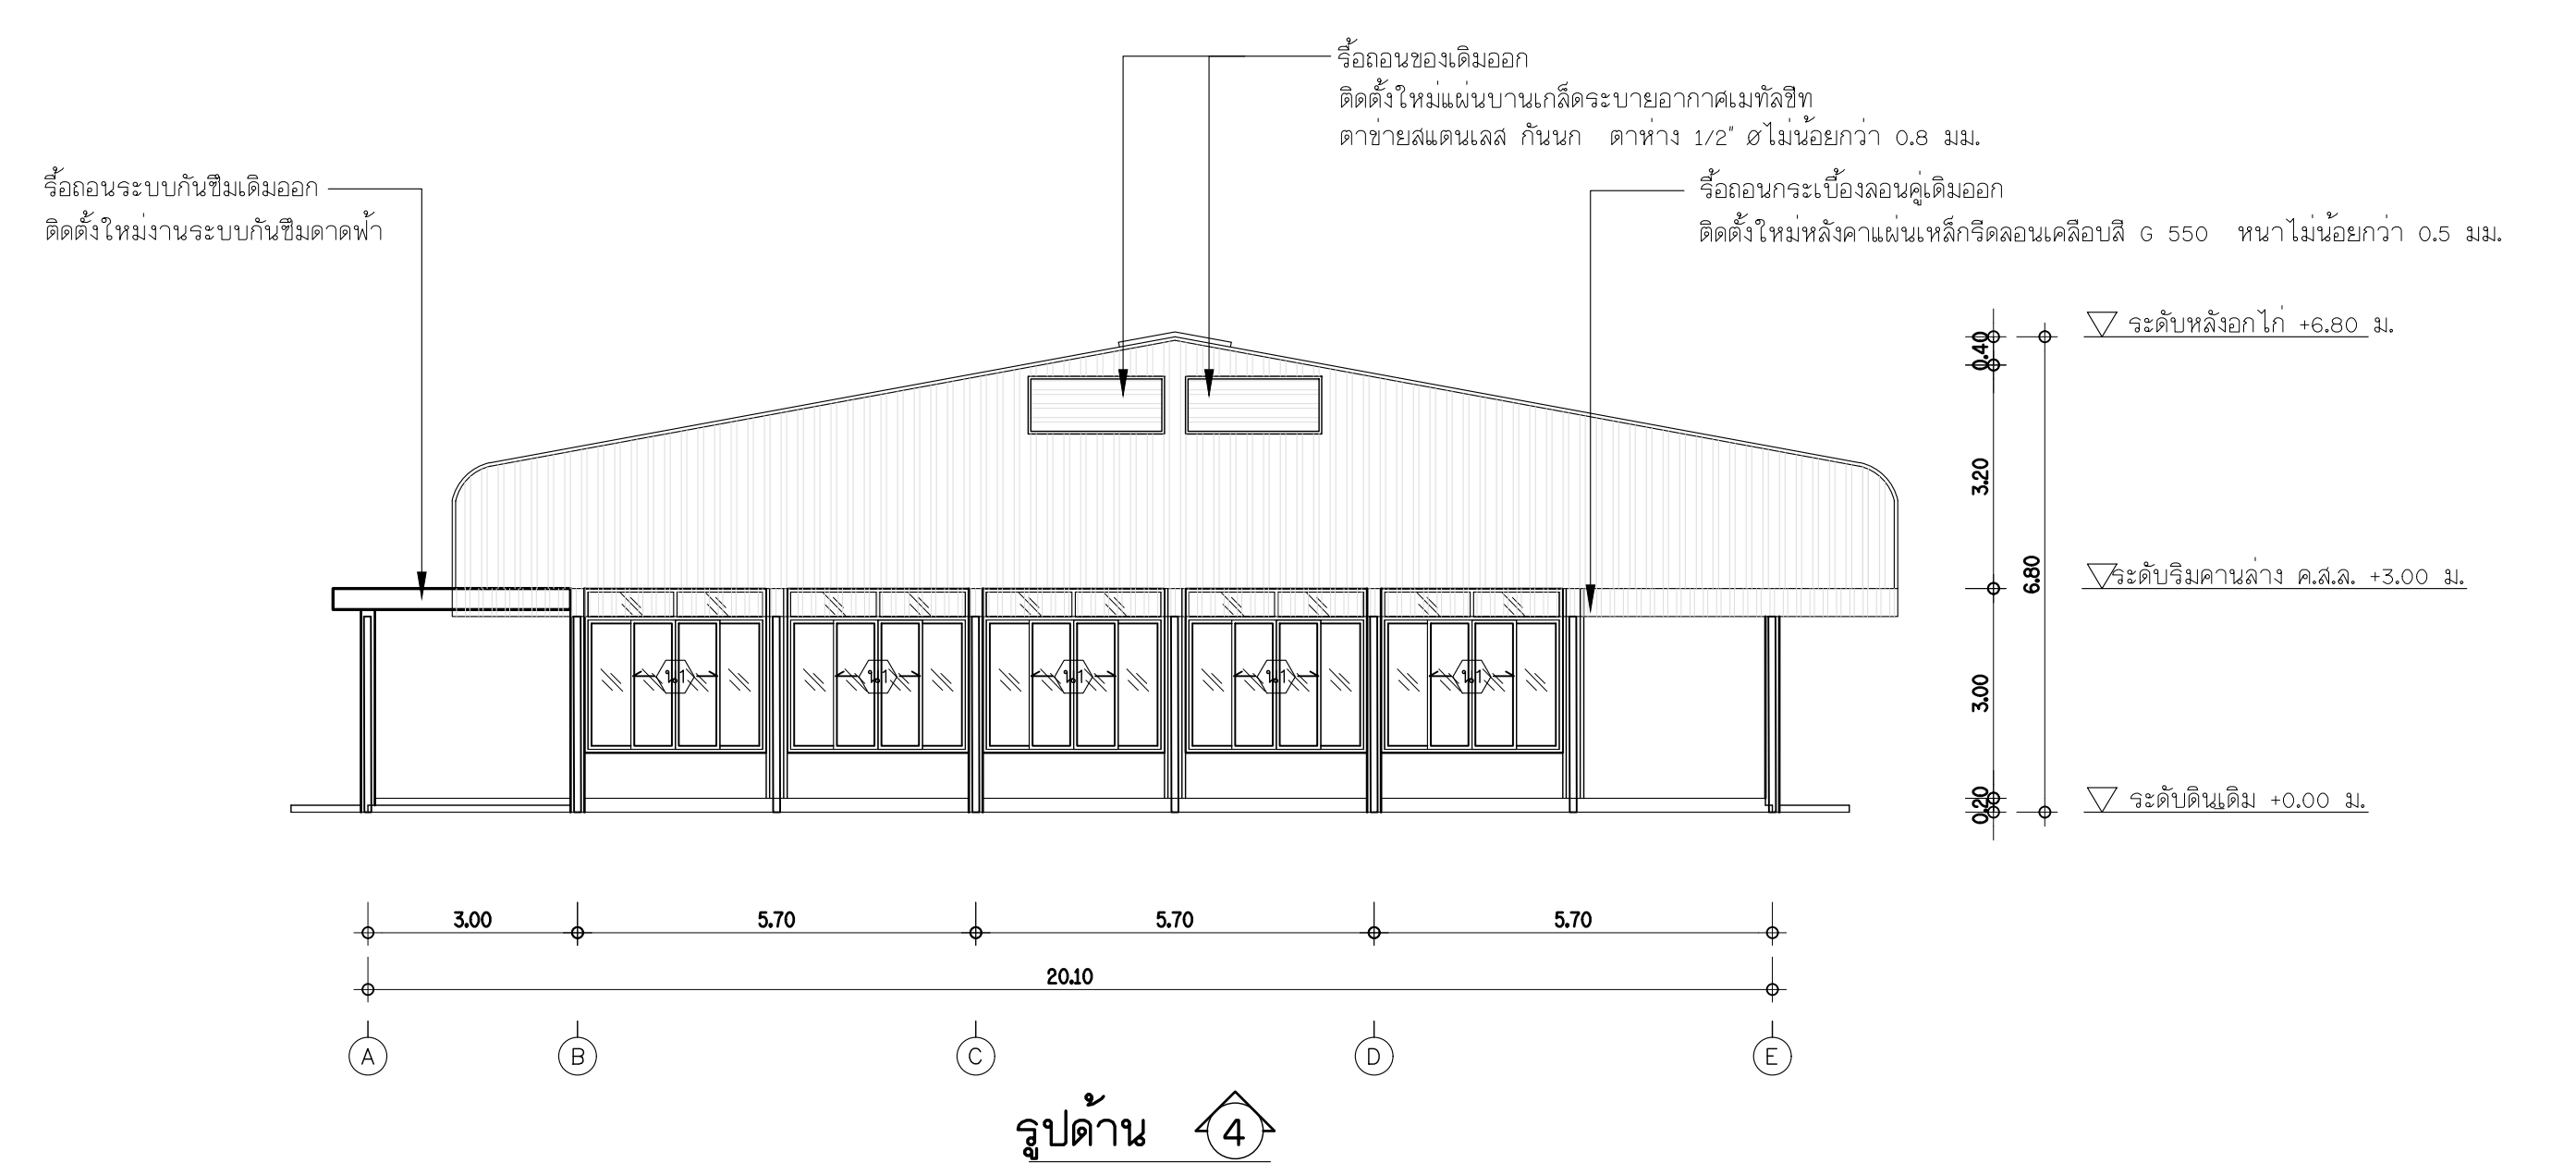 รื้อถอนของเดิมออก
ติดตั้งใหม่แผ่นบานเกล็ดระบายอากาศเมทัลชีท
ตาข่ายสแตนเลส กันนก ตาห่าง 1/2" øไม่น้อยกว่า 0.8 มม.
รื้อถอนระบบกันซึมเดิมออก
ติดตั้งใหม่งานระบบกันซึมดาดฟ้า
รื้อถอนกระเบื้องลอนคู่เดิมออก
ติดตั้งใหม่หลังคาแผ่นเหล็กรีดลอนเคลือบสี G 550 หนาไม่น้อยกว่า 0.5 มม.
ระดับหลังอกไก่ +6.80 ม.
0.40
3.20
6.80
ระดับริมคานล่าง ค.ส.ล. +3.00 ม.
น.1 น.1 น.1 น.1 น.1
3.00
0.20
ระดับดินเดิม +0.00 ม.
3.00 5.70 5.70 5.70
20.10
A B C D E
รูปด้าน 4